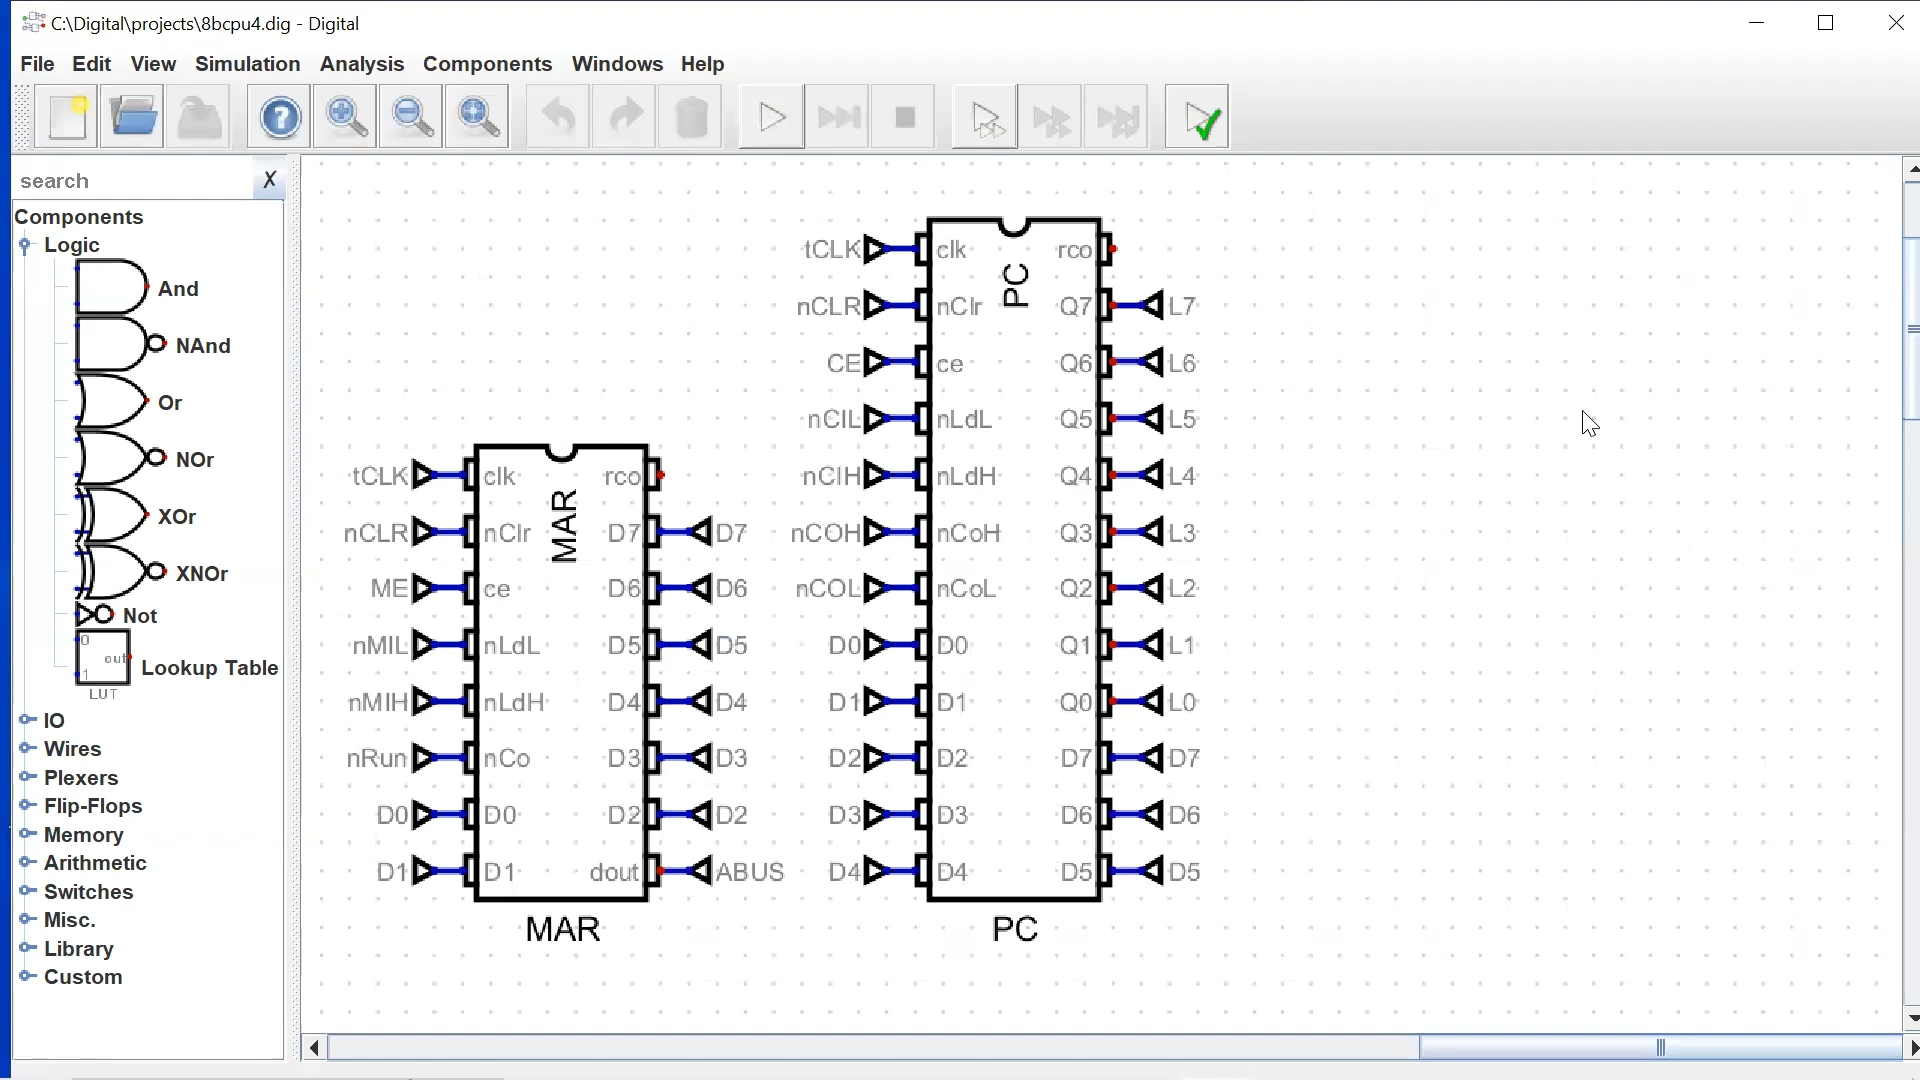 C:\Digital\projects\8bcpu4.dig - Digital
File Edit View Simulation Analysis Components Windows Help
search X
Components
Logic
And
NAnd
Or
NOr
XOr
XNOr
Not
0
out
1
Lookup Table
LUT
IO
Wires
Plexers
Flip-Flops
Memory
Arithmetic
Switches
Misc.
Library
Custom
tCLK clk rco
nCLR nClr D7 D7
ME ce D6 D6
nMIL nLdL D5 D5
nMIH nLdH D4 D4
nRun nCo D3 D3
D0 D0 D2 D2
D1 D1 dout ABUS
MAR
MAR
tCLK clk rco
nCLR nClr Q7 L7
CE ce Q6 L6
nCIL nLdL Q5 L5
nCIH nLdH Q4 L4
nCOH nCoH Q3 L3
nCOL nCoL Q2 L2
D0 D0 Q1 L1
D1 D1 Q0 L0
D2 D2 D7 D7
D3 D3 D6 D6
D4 D4 D5 D5
PC
PC